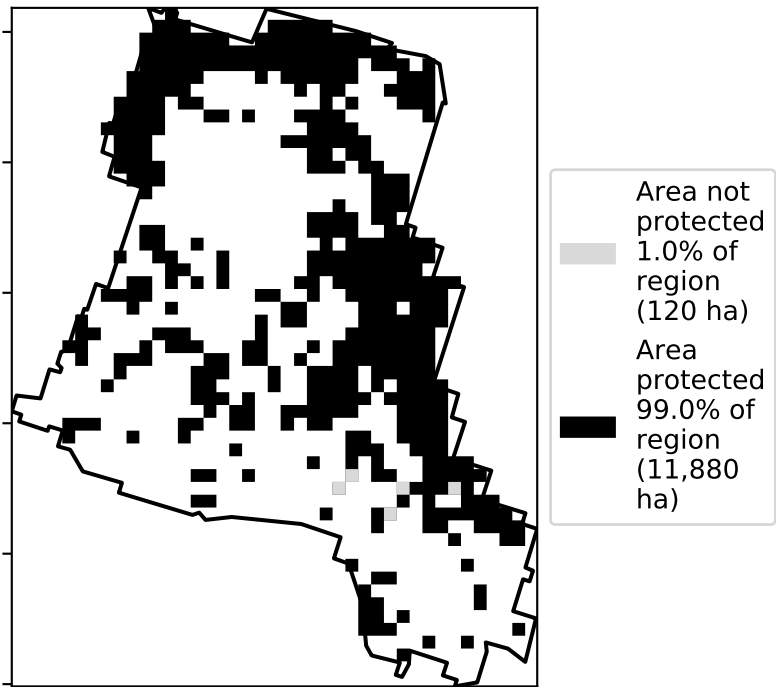 Area not
protected
1.0% of
region
(120 ha)
Area
protected
99.0% of
region
(11,880
ha)